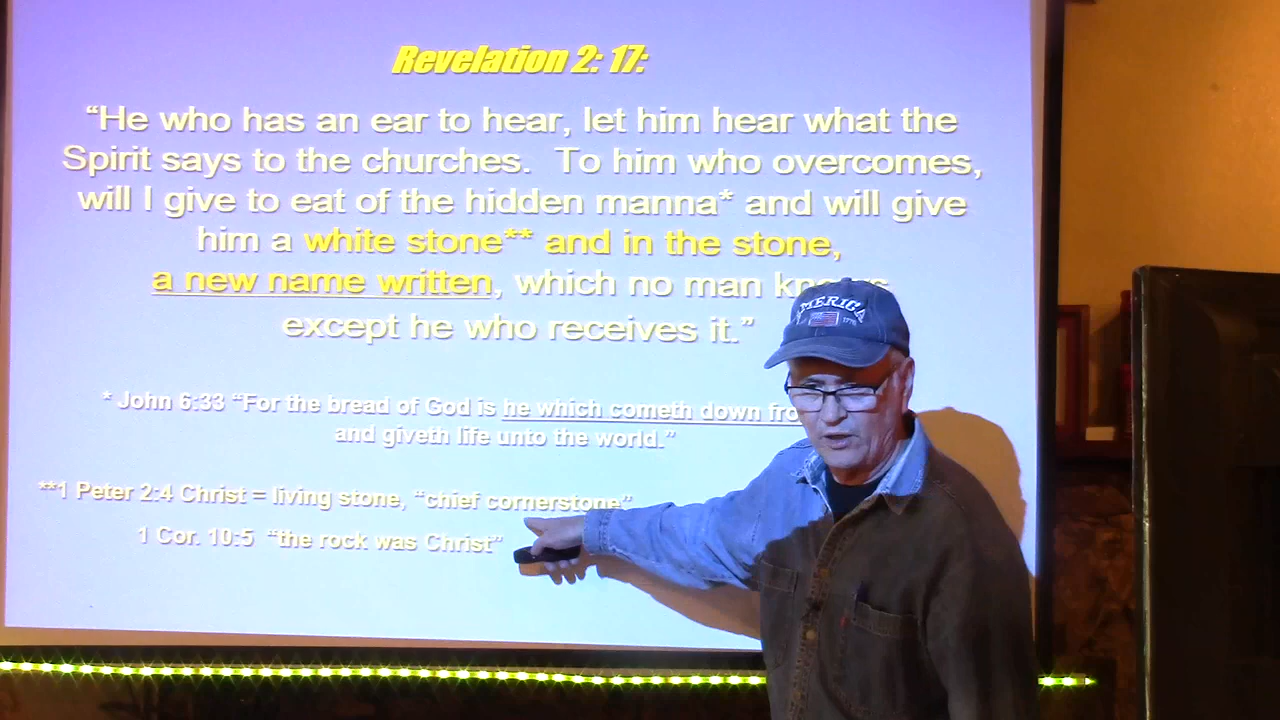 Revelation 2: 17:
“He who has an ear to hear, let him hear what the
Spirit says to the churches. To him who overcomes,
will I give to eat of the hidden manna* and will give
him a white stone** and in the stone,
a new name written, which no man knows
except he who receives it.”
* John 6:33 “For the bread of God is he which cometh down
and giveth life unto the world.”
**1 Peter 2:4 Christ = living stone, “chief cornerstone”
1 Cor. 10:5 “the rock was Christ”
AMERICA
1776